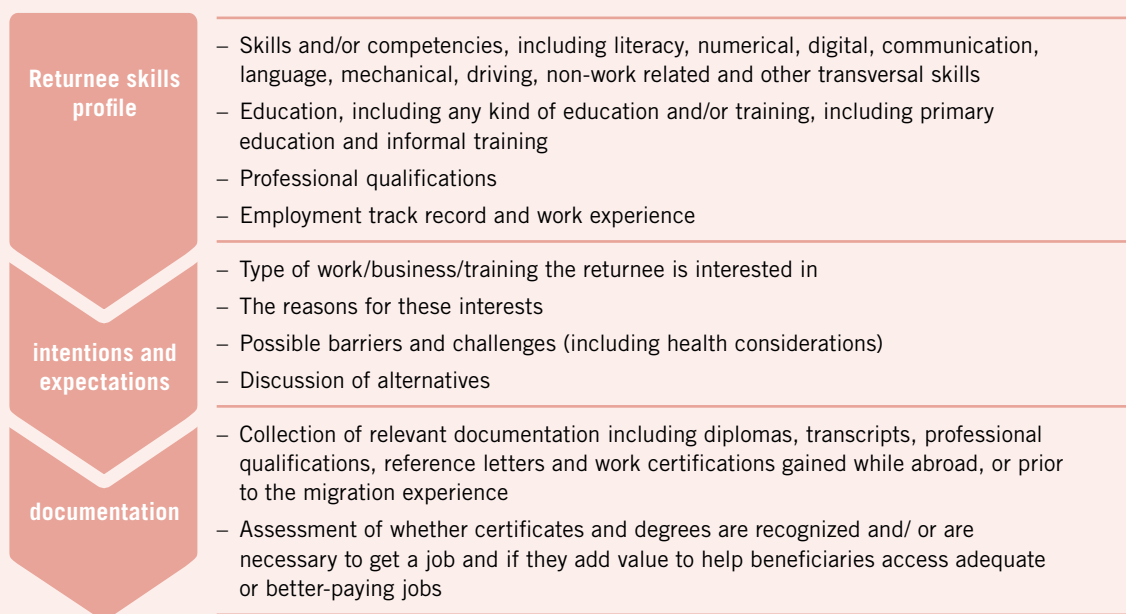 Returnee skills
profile
– Skills and/or competencies, including literacy, numerical, digital, communication,
language, mechanical, driving, non-work related and other transversal skills
– Education, including any kind of education and/or training, including primary
education and informal training
– Professional qualifications
– Employment track record and work experience
intentions and
expectations
– Type of work/business/training the returnee is interested in
– The reasons for these interests
– Possible barriers and challenges (including health considerations)
– Discussion of alternatives
documentation
– Collection of relevant documentation including diplomas, transcripts, professional
qualifications, reference letters and work certifications gained while abroad, or prior
to the migration experience
– Assessment of whether certificates and degrees are recognized and/ or are
necessary to get a job and if they add value to help beneficiaries access adequate
or better-paying jobs